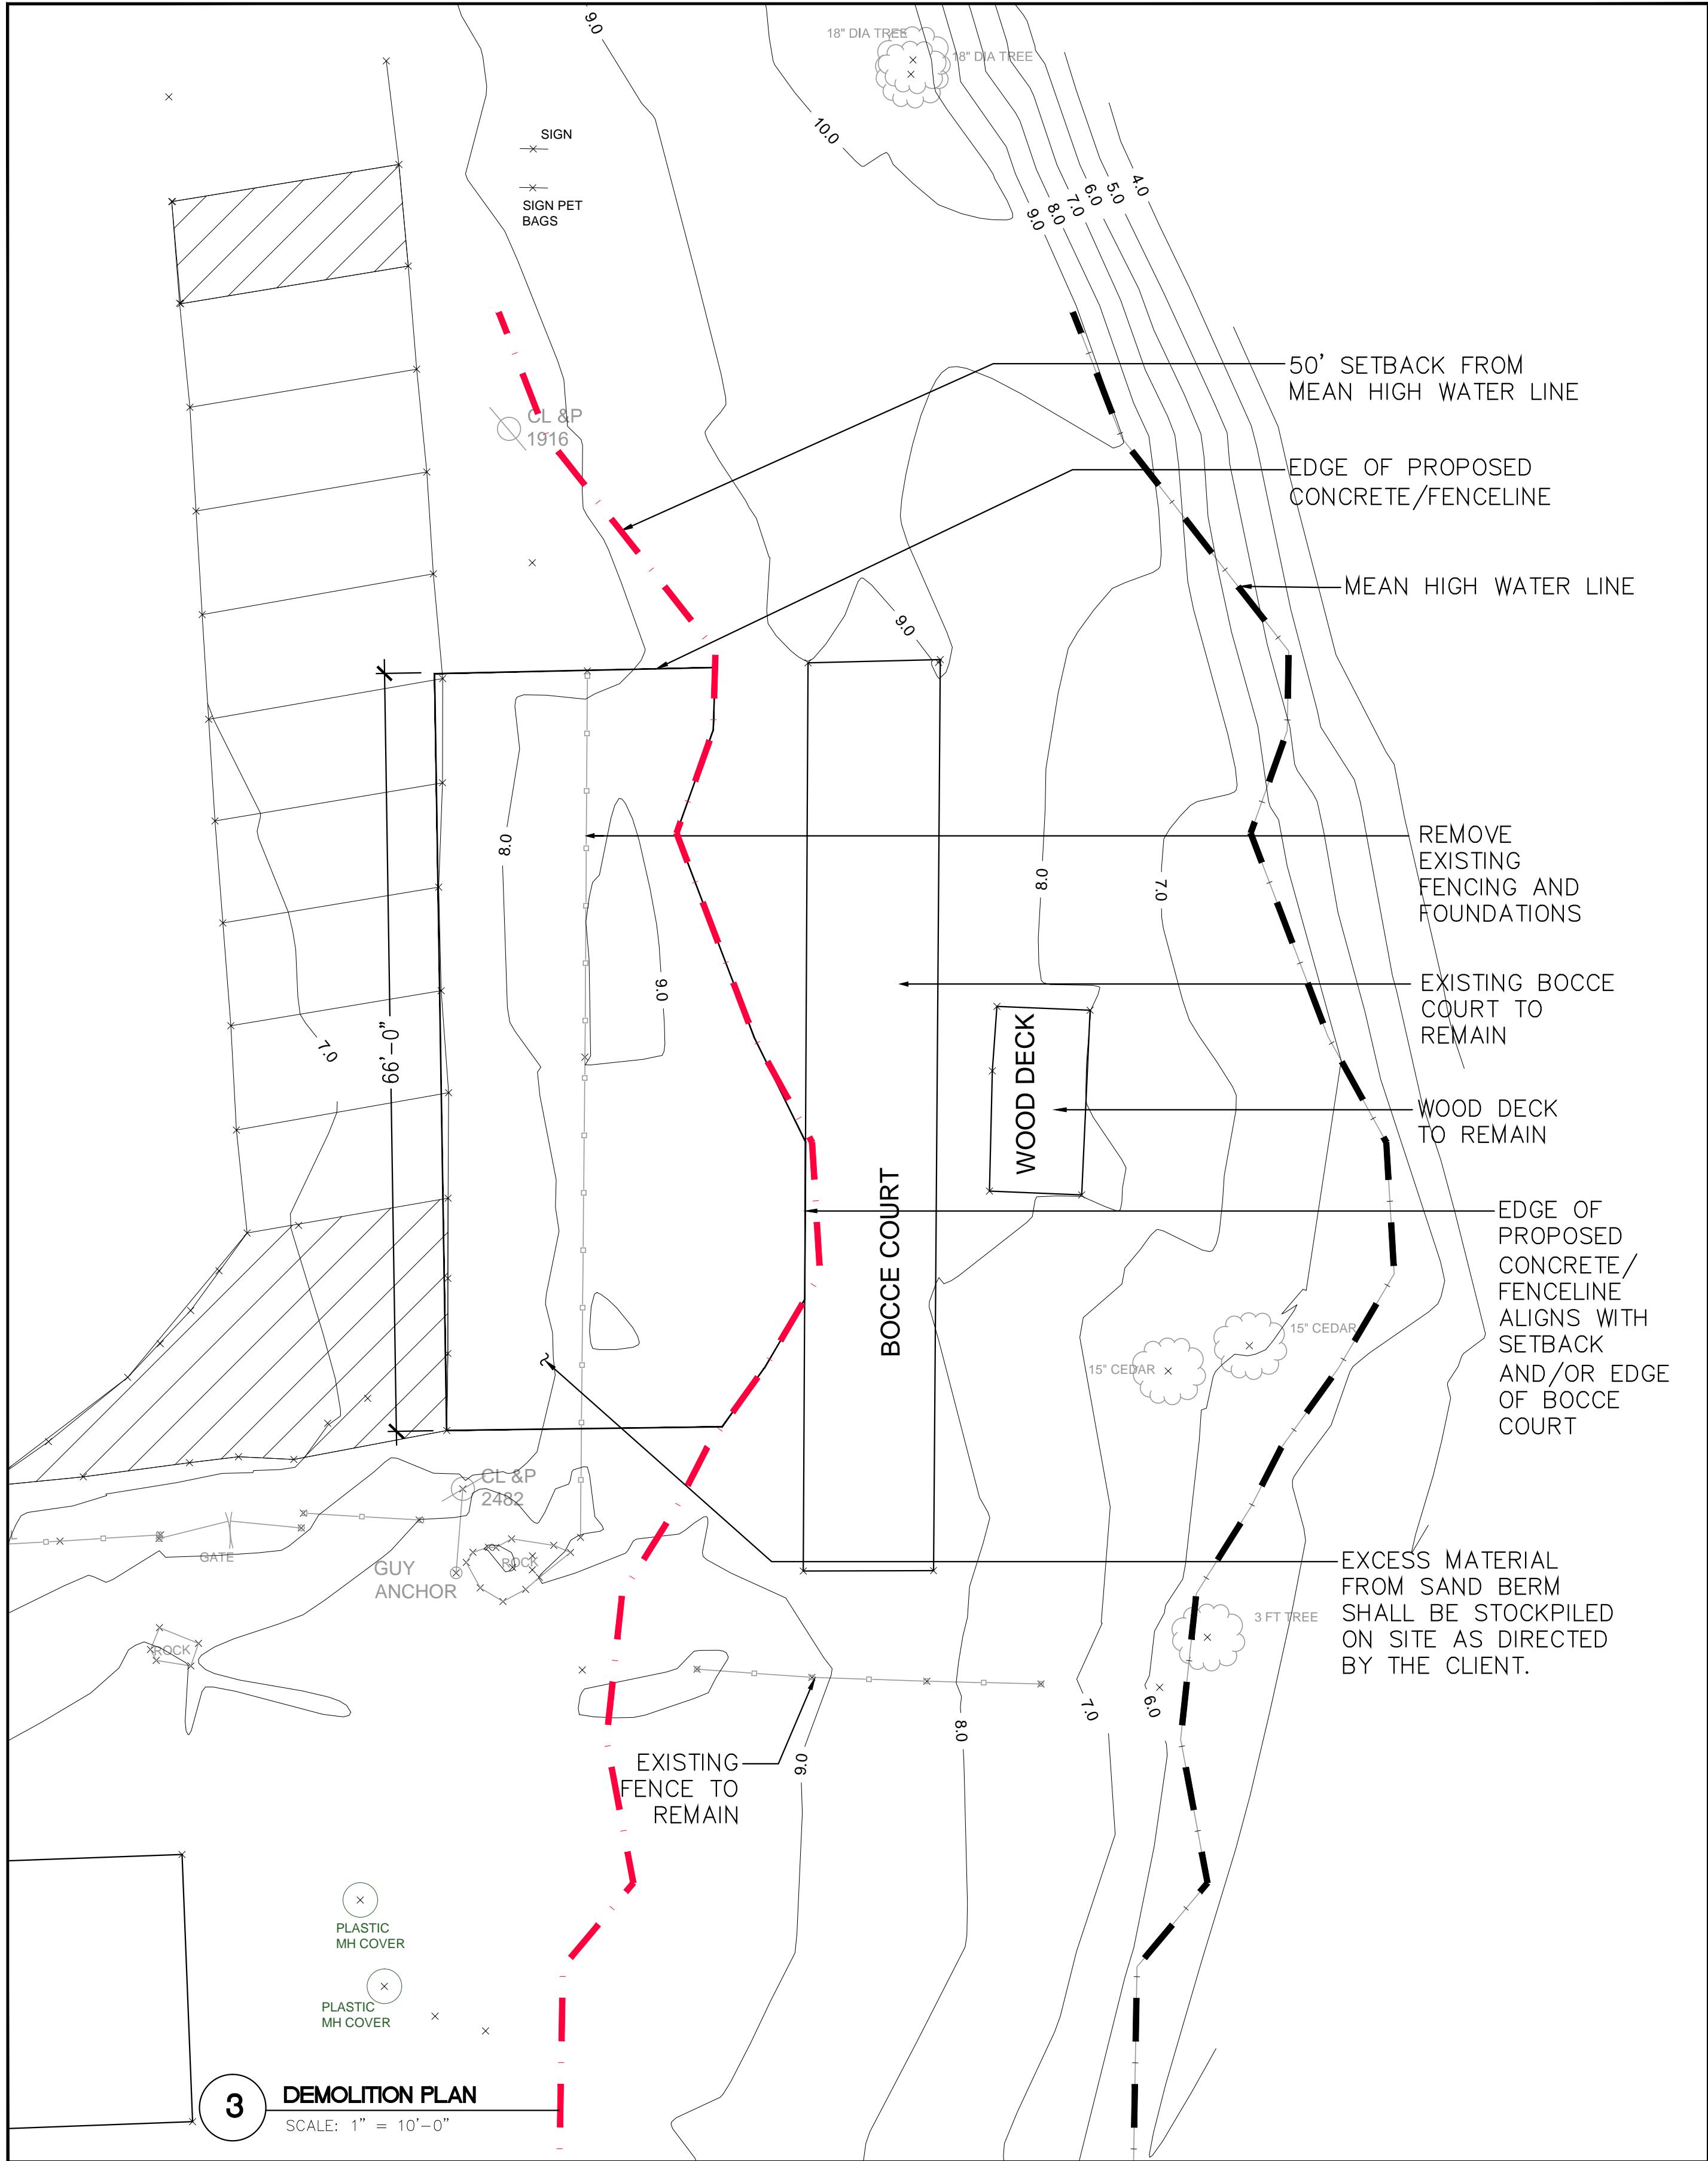 9.0
18" DIA TREE
18" DIA TREE
10.0
SIGN
SIGN PET
BAGS
9.0
8.0
7.0
6.0
5.0
4.0
50' SETBACK FROM
MEAN HIGH WATER LINE
CL &P
1916
EDGE OF PROPOSED
CONCRETE/FENCELINE
MEAN HIGH WATER LINE
9.0
8.0
REMOVE
EXISTING
FENCING AND
FOUNDATIONS
8.0
7.0
9.0
EXISTING BOCCE
COURT TO
REMAIN
7.0
66'-0"
WOOD DECK
WOOD DECK
TO REMAIN
BOCCE COURT
EDGE OF
PROPOSED
CONCRETE/
FENCELINE
ALIGNS WITH
SETBACK
AND/OR EDGE
OF BOCCE
COURT
15" CEDAR
15" CEDAR
CL &P
2482
GATE
GUY
ANCHOR
ROCK
EXCESS MATERIAL
FROM SAND BERM
SHALL BE STOCKPILED
ON SITE AS DIRECTED
BY THE CLIENT.
3 FT TREE
ROCK
7.0
6.0
8.0
9.0
EXISTING
FENCE TO
REMAIN
PLASTIC
MH COVER
PLASTIC
MH COVER
3
DEMOLITION PLAN
SCALE: 1" = 10'-0"